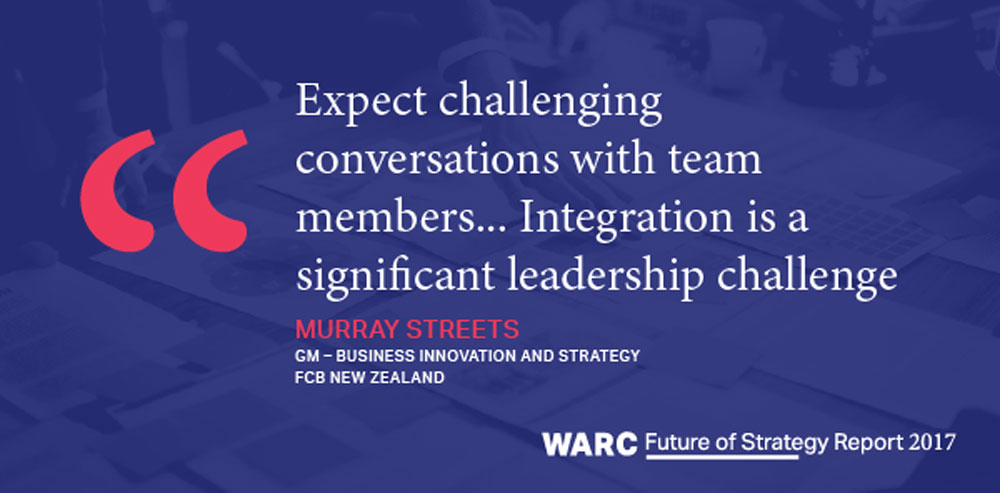 Expect challenging
conversations with team
members... Integration is a
significant leadership challenge
MURRAY STREETS
GM – BUSINESS INNOVATION AND STRATEGY
FCB NEW ZEALAND
WARC Future of Strategy Report 2017